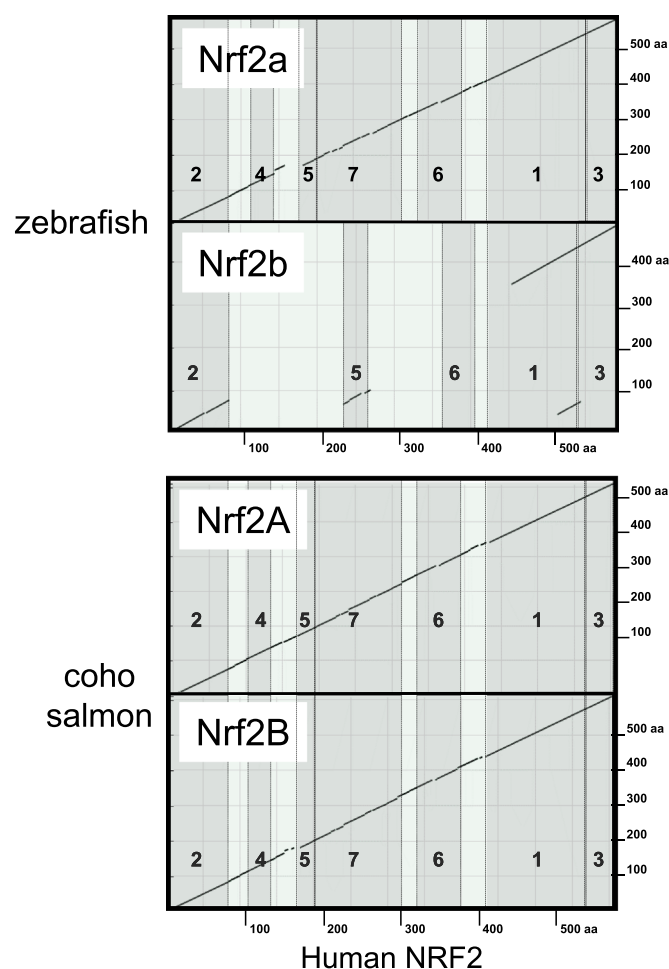 Nrf2a
500 aa
400
300
200
100
2 4 5 7 6 1 3
zebrafish
Nrf2b
400 aa
300
200
100
2 5 6 1 3
100 200 300 400 500 aa
Nrf2A
500 aa
400
300
200
100
2 4 5 7 6 1 3
coho
salmon
Nrf2B
500 aa
400
300
200
100
2 4 5 7 6 1 3
100 200 300 400 500 aa
Human NRF2